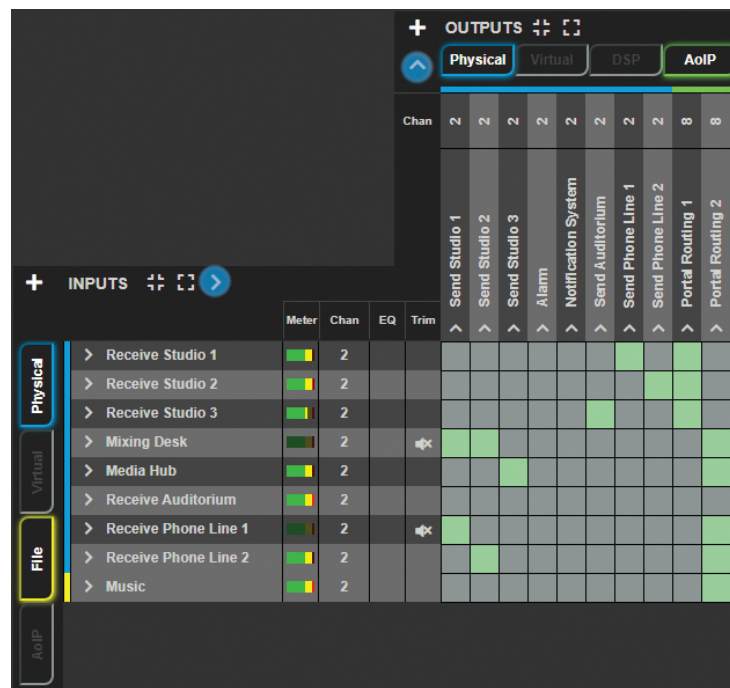 OUTPUTS
Physical Virtual DSP AoIP
Chan 2 2 2 2 2 2 2 2 8 8
Send Studio 1
Send Studio 2
Send Studio 3
Alarm
Notification System
Send Auditorium
Send Phone Line 1
Send Phone Line 2
Portal Routing 1
Portal Routing 2
INPUTS
Meter Chan EQ Trim
Physical
Virtual
File
AoIP
Receive Studio 1 2
Receive Studio 2 2
Receive Studio 3 2
Mixing Desk 2
Media Hub 2
Receive Auditorium 2
Receive Phone Line 1 2
Receive Phone Line 2 2
Music 2